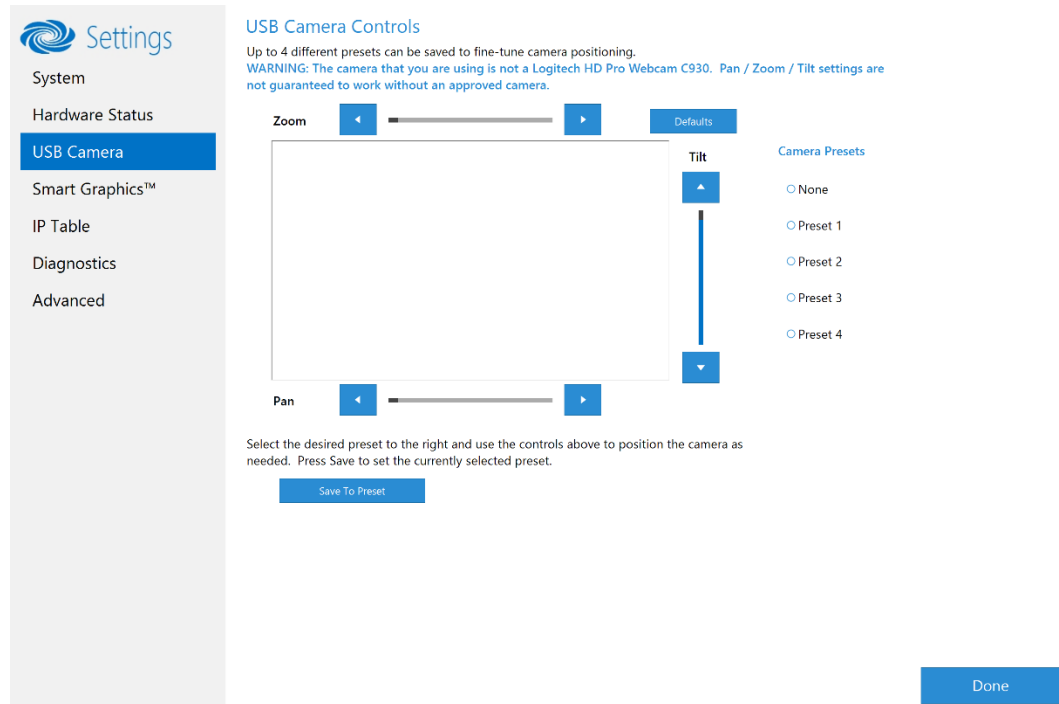 Settings
System
Hardware Status
USB Camera
Smart Graphics™
IP Table
Diagnostics
Advanced
USB Camera Controls
Up to 4 different presets can be saved to fine-tune camera positioning.
WARNING: The camera that you are using is not a Logitech HD Pro Webcam C930.  Pan / Zoom / Tilt settings are
not guaranteed to work without an approved camera.
Zoom
Defaults
Tilt
Camera Presets
None
Preset 1
Preset 2
Preset 3
Preset 4
Pan
Select the desired preset to the right and use the controls above to position the camera as
needed.  Press Save to set the currently selected preset.
Save To Preset
Done